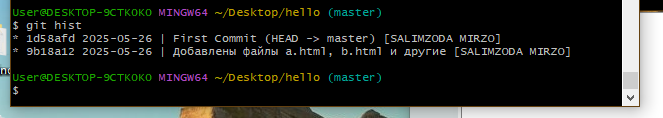 User@DESKTOP-9CTKOKO MINGW64 ~/Desktop/hello (master)
$ git hist
* 1d58afd 2025-05-26 | First Commit (HEAD -> master) [SALIMZODA MIRZO]
* 9b18a12 2025-05-26 | Добавлены файлы a.html, b.html и другие [SALIMZODA MIRZO]
User@DESKTOP-9CTKOKO MINGW64 ~/Desktop/hello (master)
$